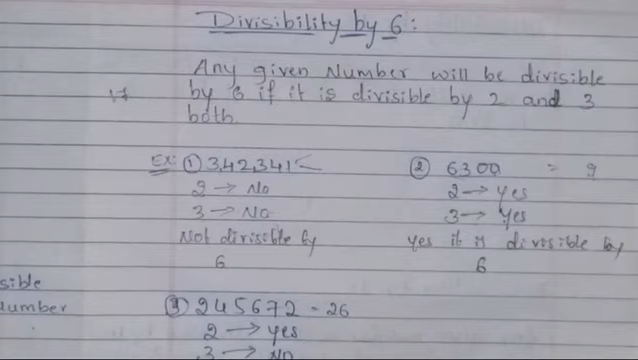 Divisibility by 6:
Any given Number will be divisible
by 6 if it is divisible by 2 and 3
both.
Ex: ① 3,42,341
2 → No
3 → No
Not divisible by
6
② 6300 = 9
2 → Yes
3 → Yes
Yes it is divisible by
6
sible
umber
③ 245672 - 26
2 → Yes
3 → No